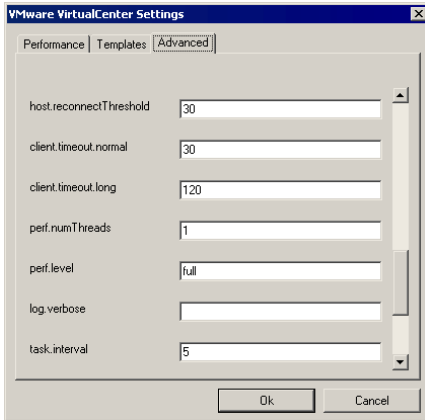 VMware VirtualCenter Settings
Performance Templates Advanced
host.reconnectThreshold 30
client.timeout.normal 30
client.timeout.long 120
perf.numThreads 1
perf.level full
log.verbose
task.interval 5
Ok Cancel